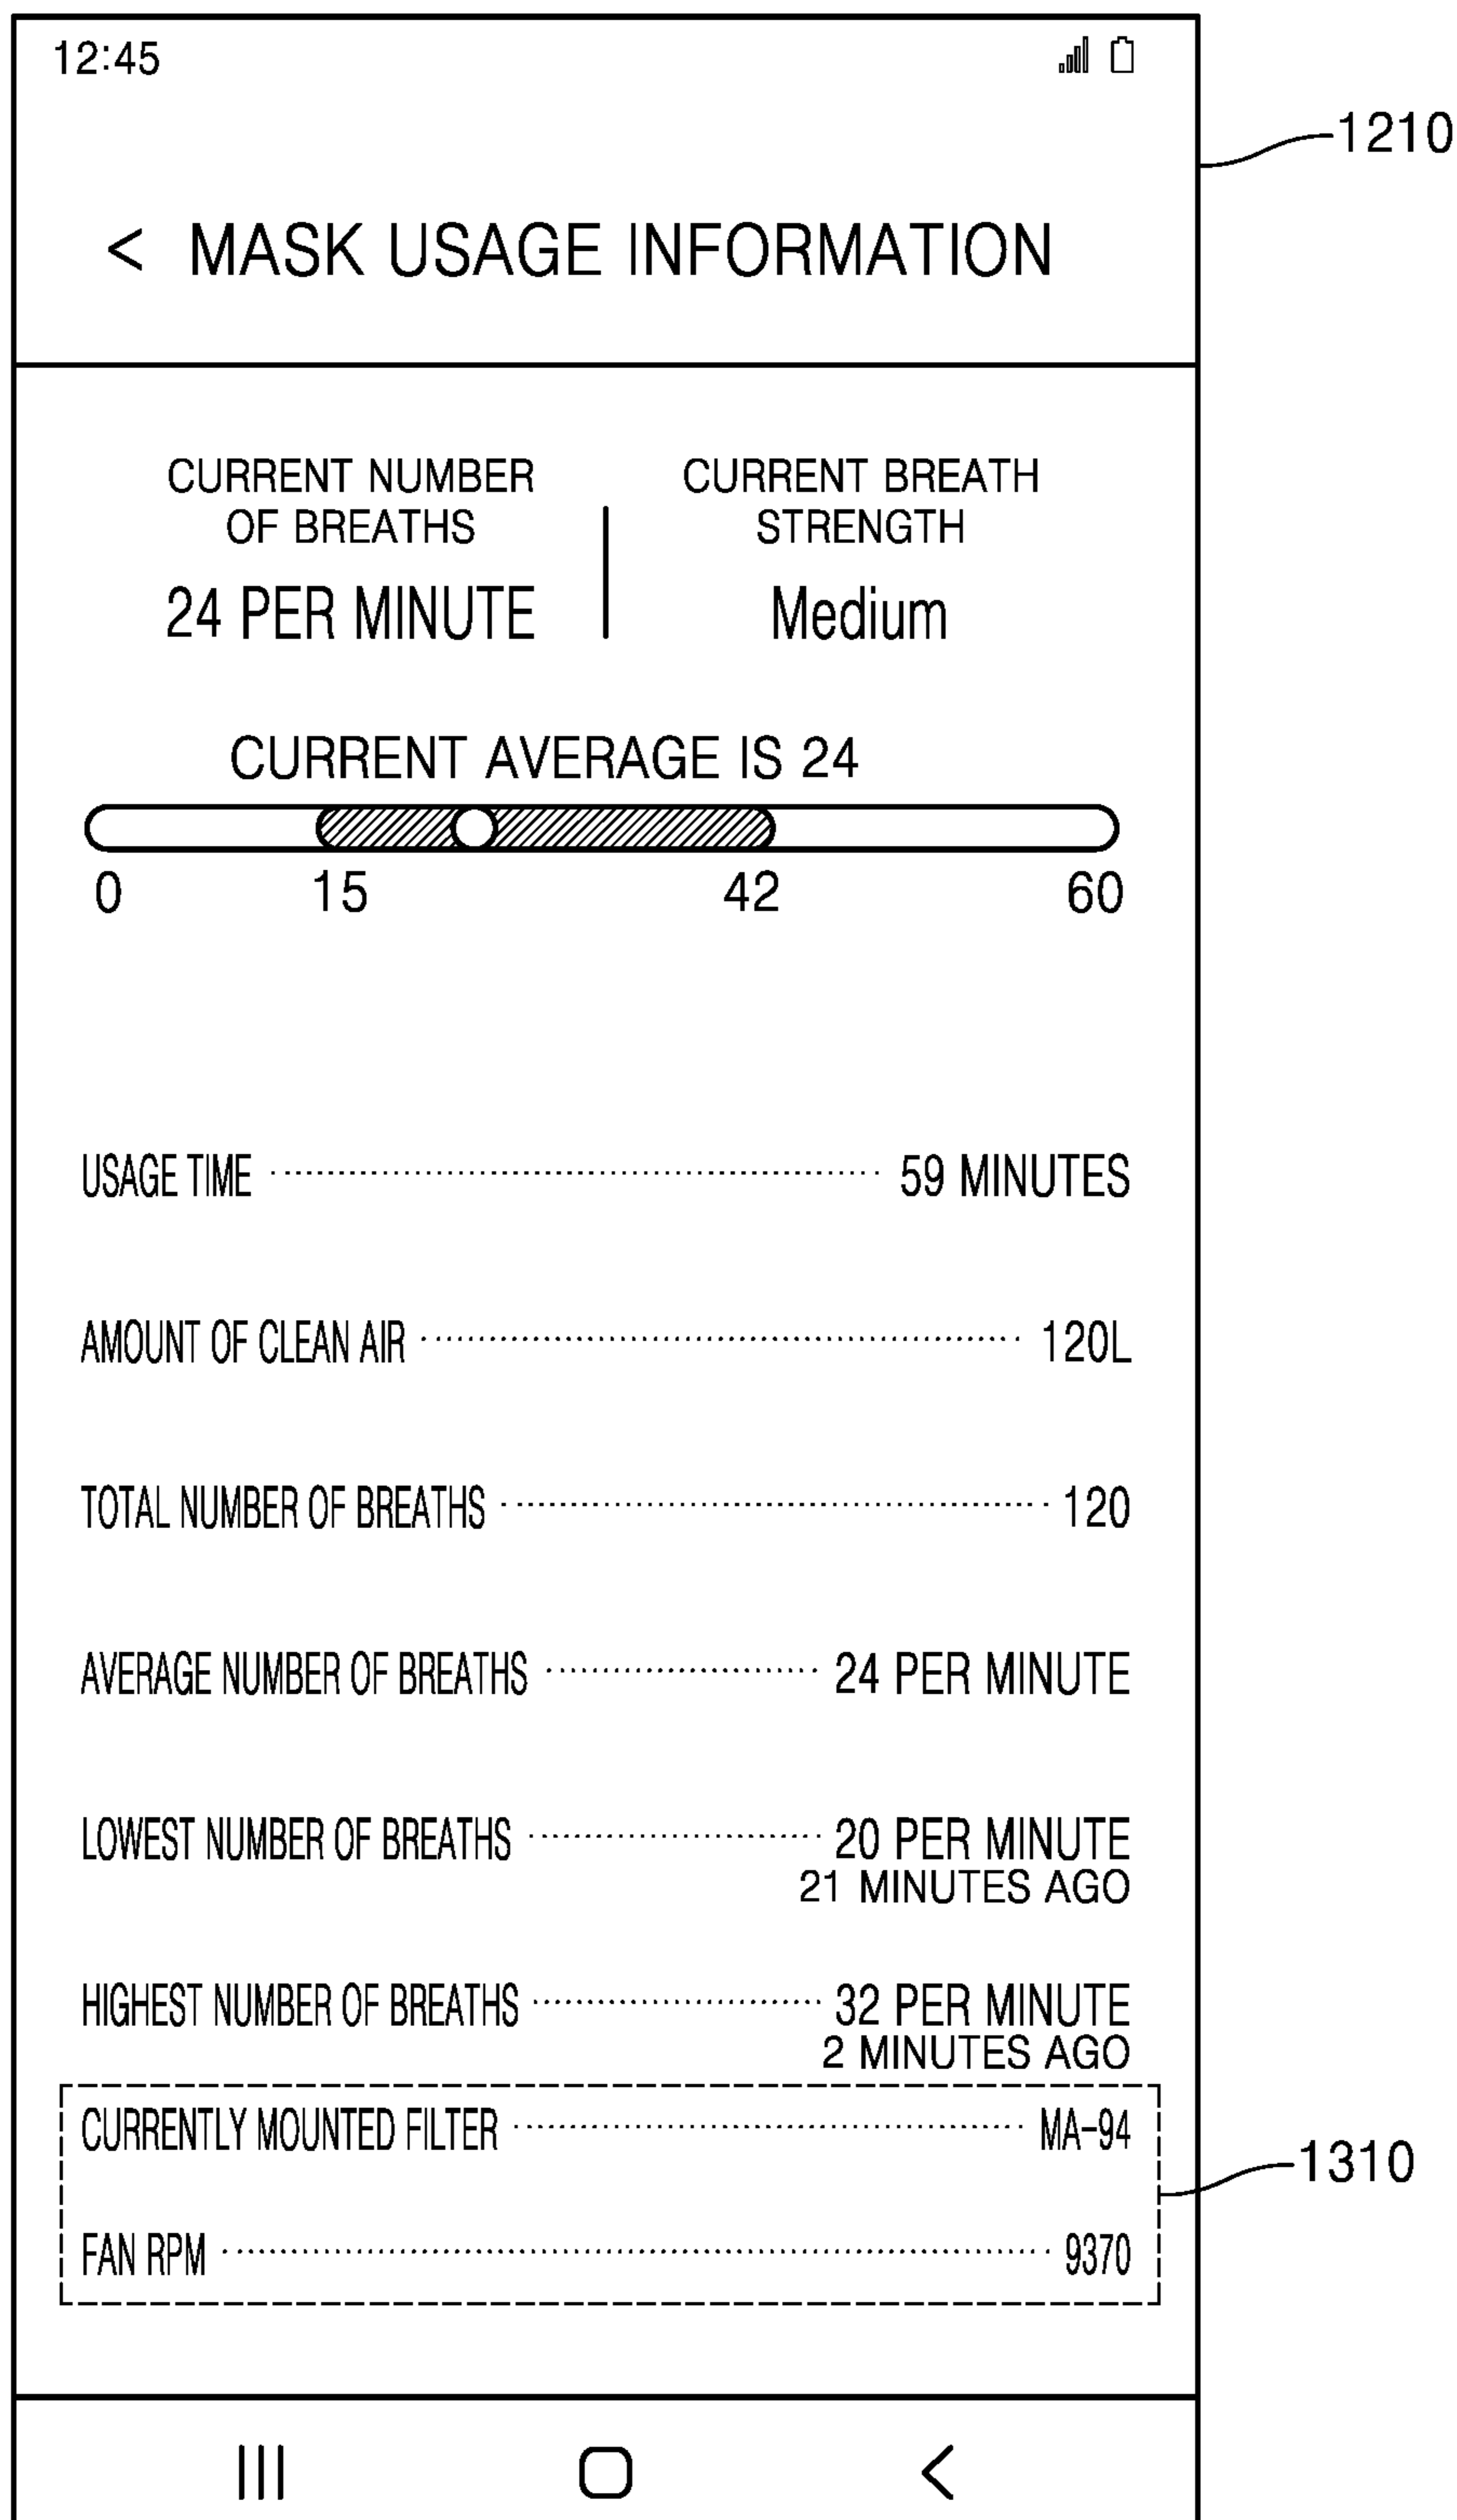 12:45
1210
< MASK USAGE INFORMATION
CURRENT NUMBER
OF BREATHS
24 PER MINUTE
CURRENT BREATH
STRENGTH
Medium
CURRENT AVERAGE IS 24
0 15 42 60
USAGE TIME 59 MINUTES
AMOUNT OF CLEAN AIR 120L
TOTAL NUMBER OF BREATHS 120
AVERAGE NUMBER OF BREATHS 24 PER MINUTE
LOWEST NUMBER OF BREATHS 20 PER MINUTE
21 MINUTES AGO
HIGHEST NUMBER OF BREATHS 32 PER MINUTE
2 MINUTES AGO
CURRENTLY MOUNTED FILTER MA-94
1310
FAN RPM 9370